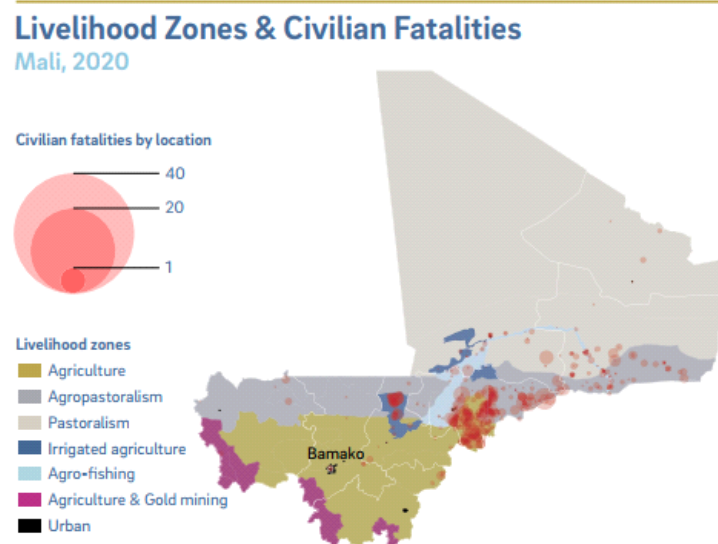 Livelihood Zones & Civilian Fatalities
Mali, 2020
Civilian fatalities by location
40
20
1
Livelihood zones
Agriculture
Agropastoralism
Pastoralism
Irrigated agriculture
Agro-fishing
Agriculture & Gold mining
Urban
Bamako